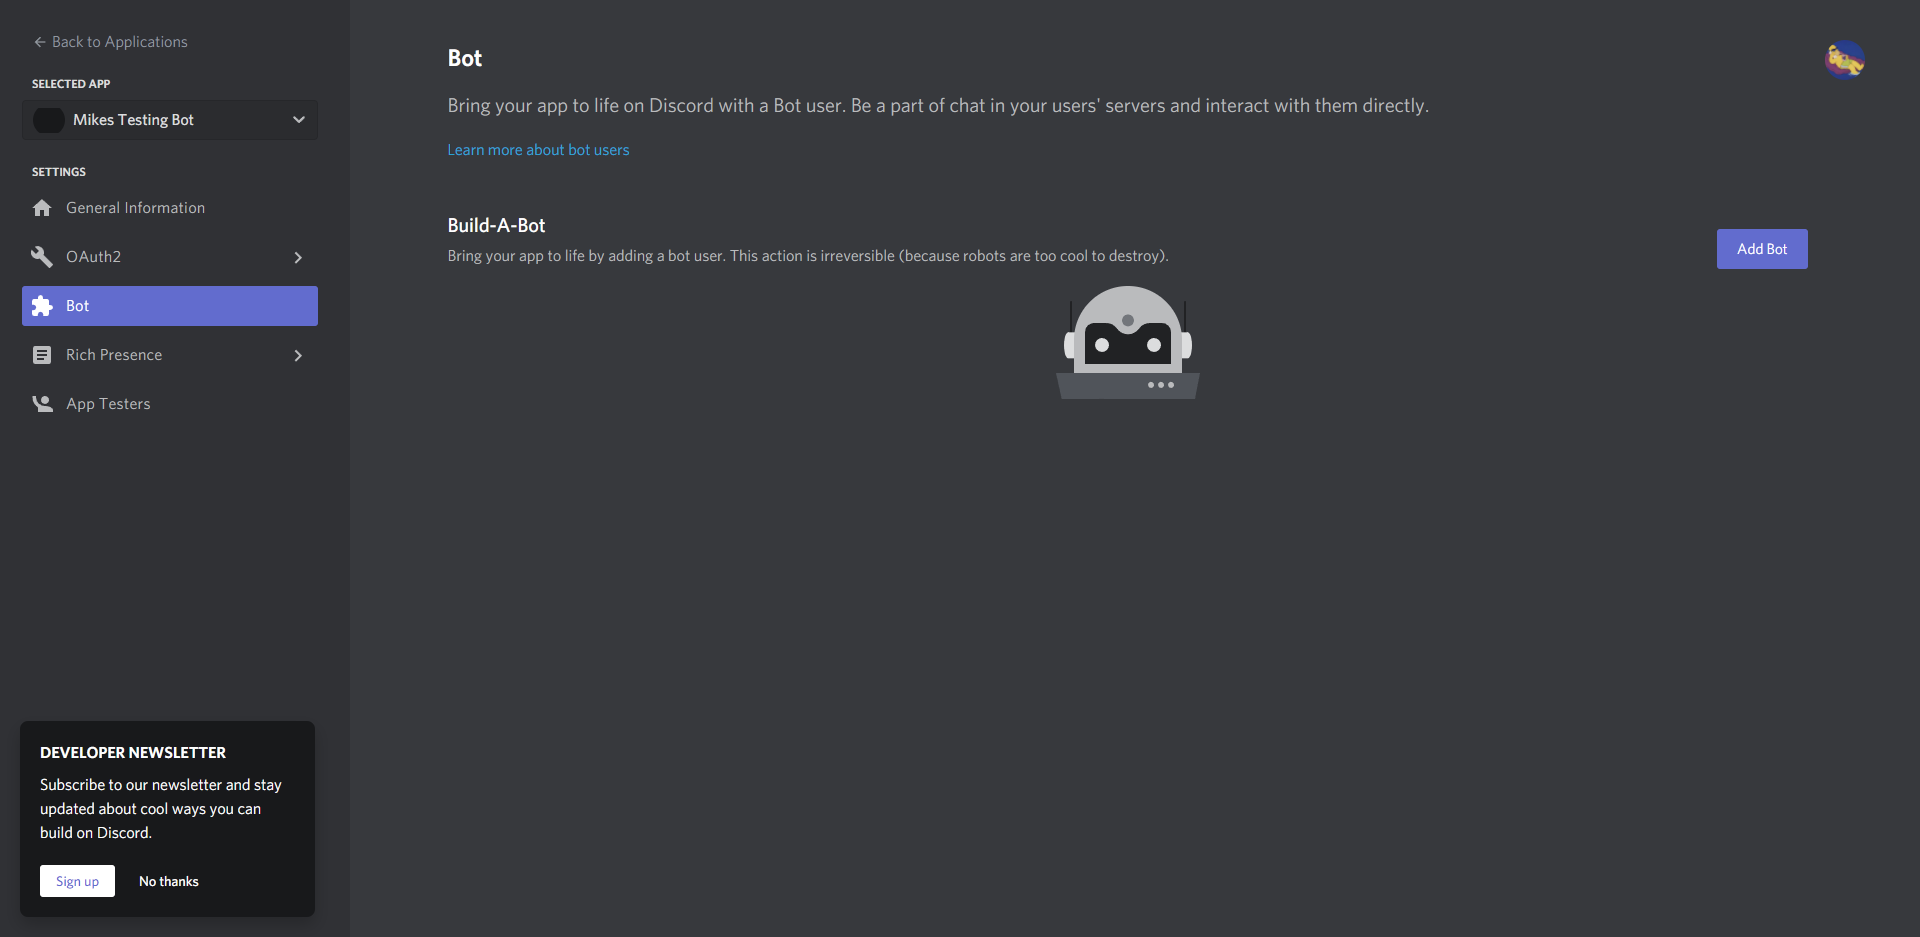 Back to Applications
SELECTED APP
Mikes Testing Bot
SETTINGS
General Information
OAuth2
Bot
Rich Presence
App Testers
DEVELOPER NEWSLETTER
Subscribe to our newsletter and stay
updated about cool ways you can
build on Discord.
Sign up
No thanks
Bot
Bring your app to life on Discord with a Bot user. Be a part of chat in your users' servers and interact with them directly.
Learn more about bot users
Build-A-Bot
Bring your app to life by adding a bot user. This action is irreversible (because robots are too cool to destroy).
Add Bot